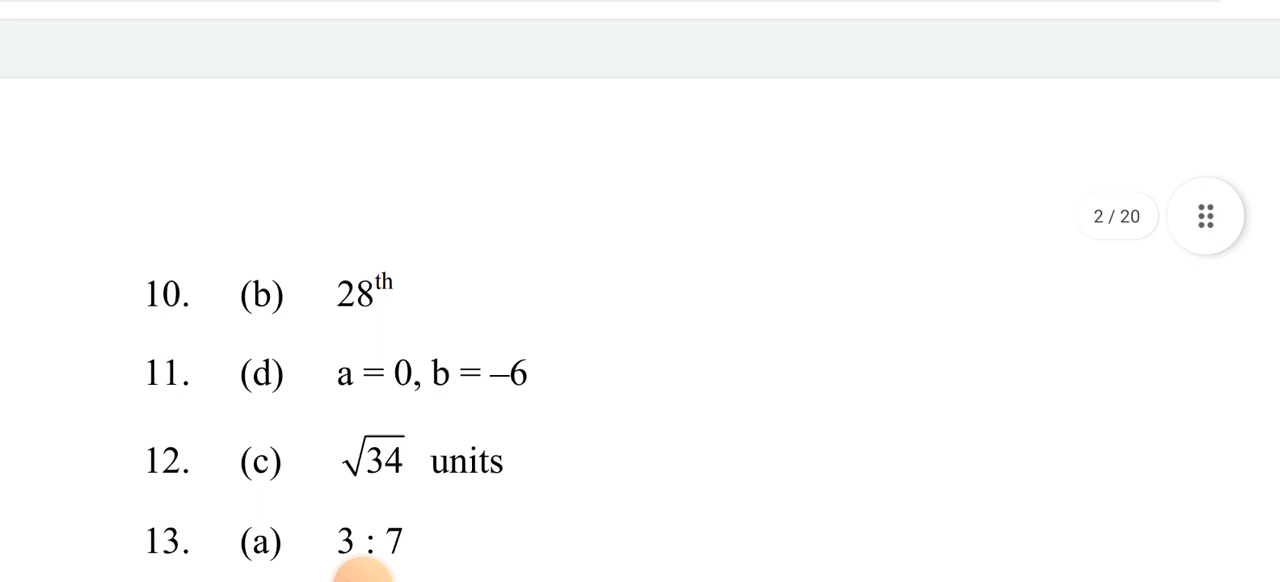 2 / 20
10. (b) 28th
11. (d) a = 0, b = –6
12. (c) √34 units
13. (a) 3 : 7